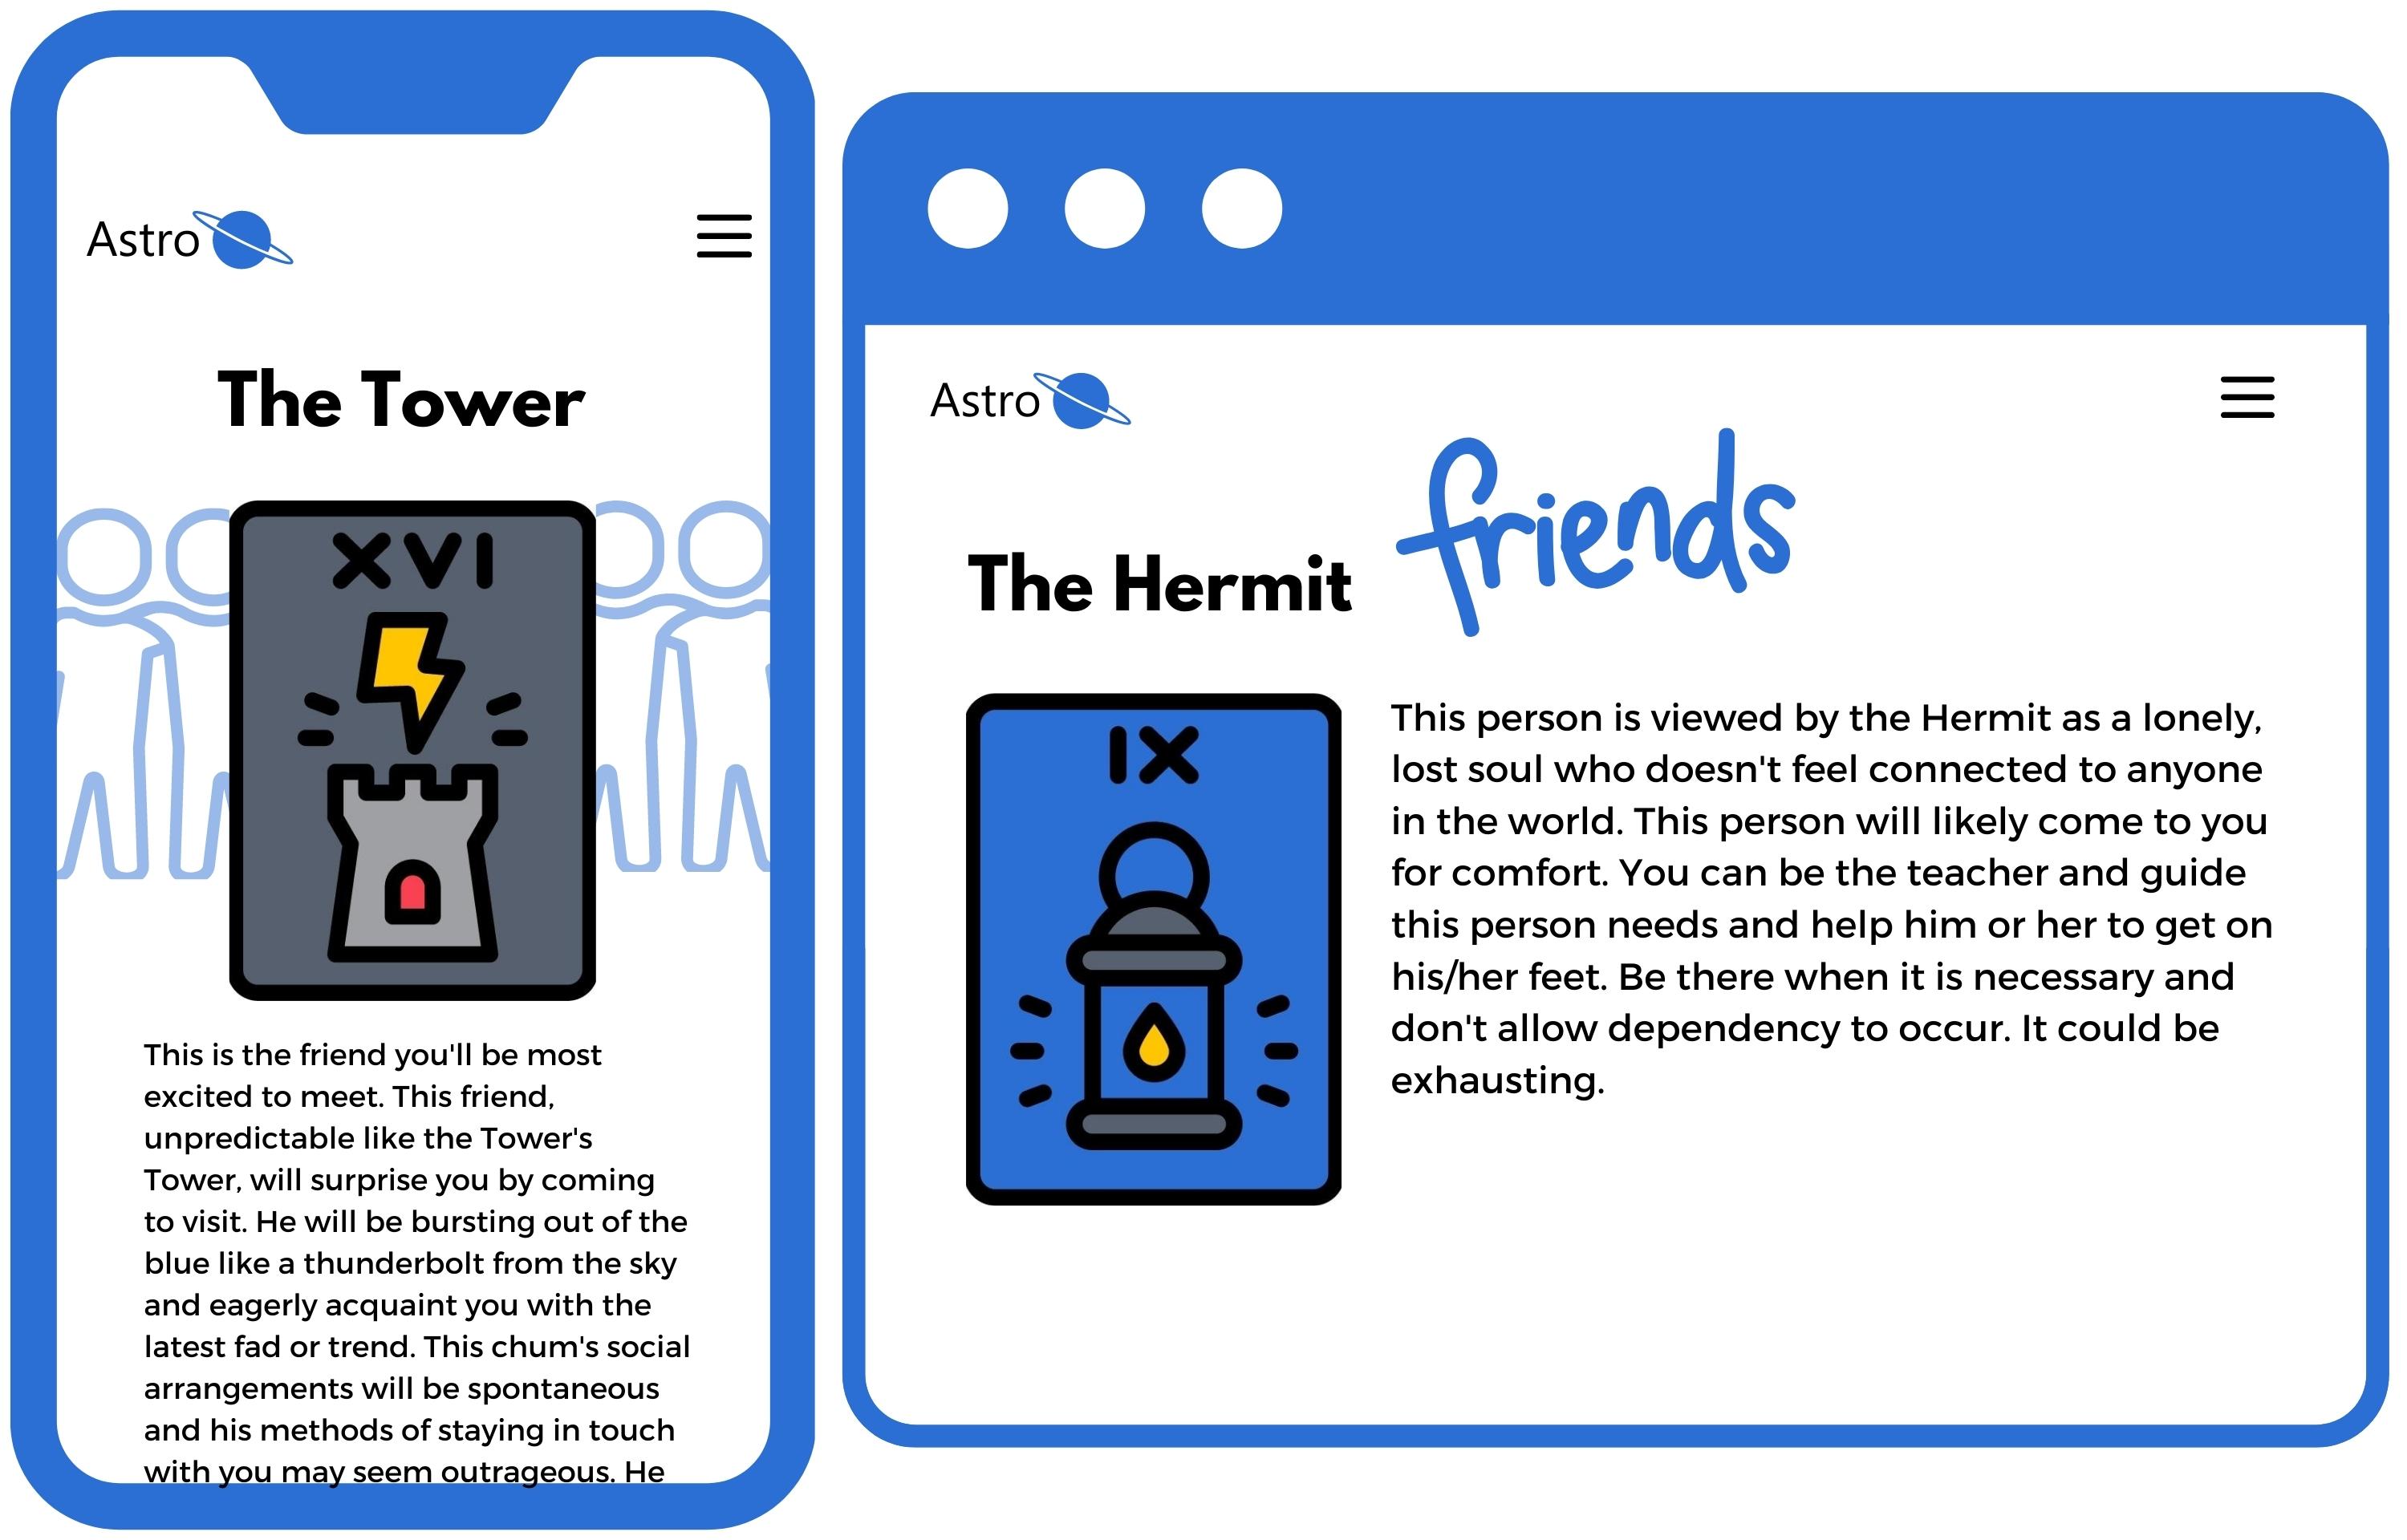 Astro
The Tower
XVI
This is the friend you'll be most
excited to meet. This friend,
unpredictable like the Tower's
Tower, will surprise you by coming
to visit. He will be bursting out of the
blue like a thunderbolt from the sky
and eagerly acquaint you with the
latest fad or trend. This chum's social
arrangements will be spontaneous
and his methods of staying in touch
with you may seem outrageous. He
Astro
The Hermit friends
IX
This person is viewed by the Hermit as a lonely,
lost soul who doesn't feel connected to anyone
in the world. This person will likely come to you
for comfort. You can be the teacher and guide
this person needs and help him or her to get on
his/her feet. Be there when it is necessary and
don't allow dependency to occur. It could be
exhausting.